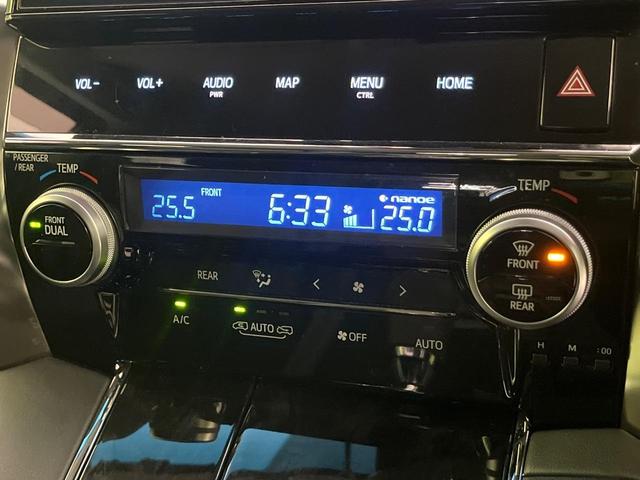 VOL− VOL+ AUDIO MAP MENU HOME
PWR CTRL
PASSENGER
/ REAR
TEMP
TEMP
FRONT
DUAL
25.5 FRONT 6:33 nanoe 25.0
FRONT
REAR
REAR < >
A/C AUTO OFF AUTO
H M :00